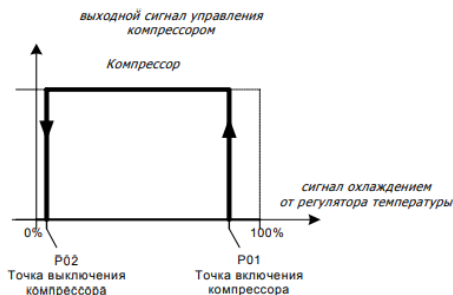 выходной сигнал управления
компрессором
Компрессор
сигнал охлаждением
от регулятора температуры
0%
100%
P02
Точка выключения
компрессора
P01
Точка включения
компрессора